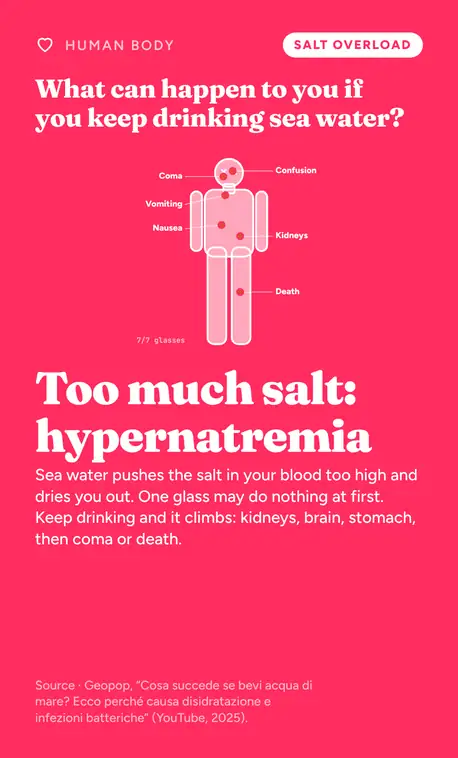 HUMAN BODY
SALT OVERLOAD
What can happen to you if
you keep drinking sea water?
Coma
Confusion
Vomiting
Nausea
Kidneys
Death
7/7 glasses
Too much salt:
hypernatremia
Sea water pushes the salt in your blood too high and
dries you out. One glass may do nothing at first.
Keep drinking and it climbs: kidneys, brain, stomach,
then coma or death.
Source · Geopop, “Cosa succede se bevi acqua di
mare? Ecco perché causa disidratazione e
infezioni batteriche” (YouTube, 2025).